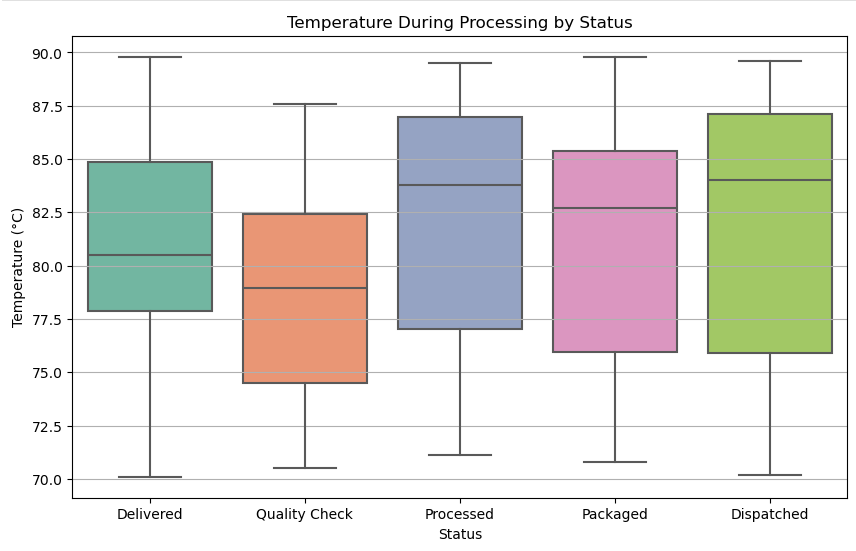 Temperature During Processing by Status
90.0
87.5
85.0
82.5
80.0
77.5
75.0
72.5
70.0
Temperature (°C)
Delivered
Quality Check
Processed
Packaged
Dispatched
Status